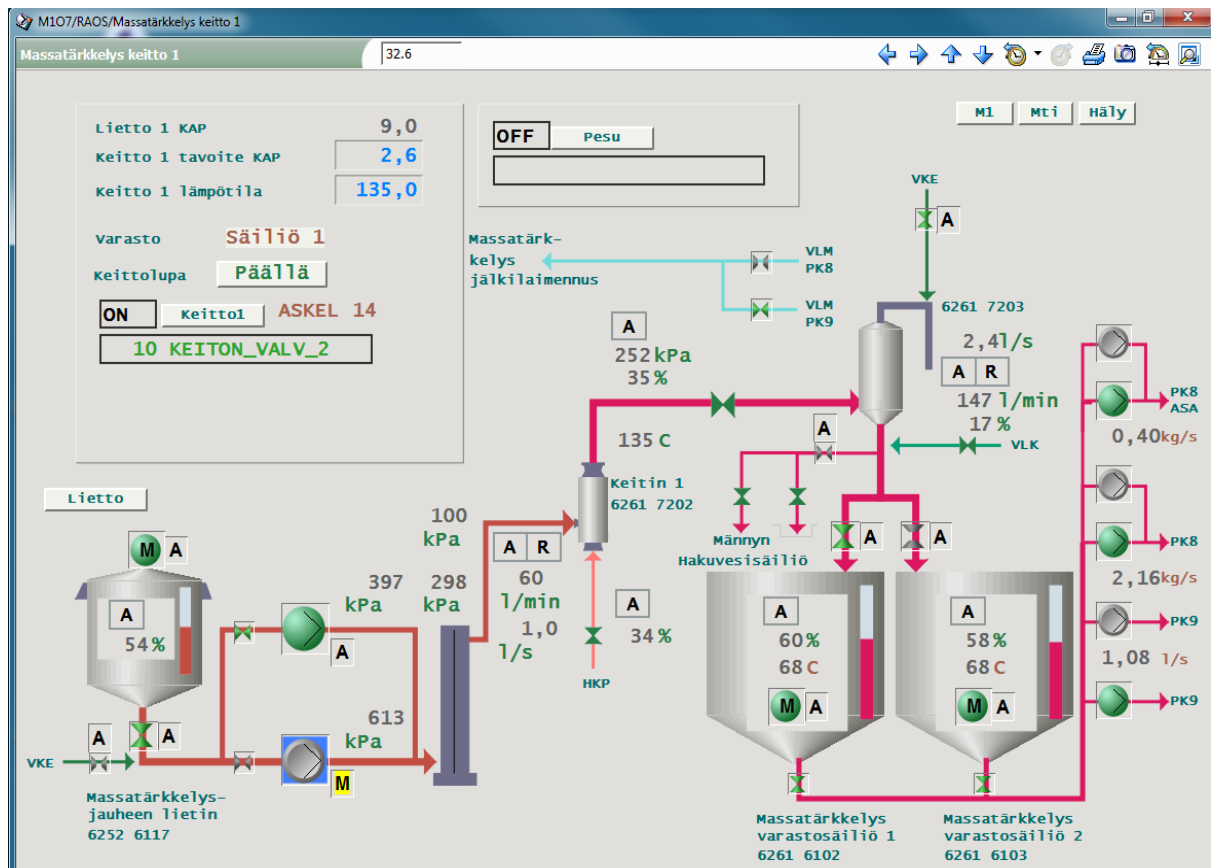 M1O7/RAOS/Massatärkkelys keitto 1
Massatärkkelys keitto 1
32.6
M1
Mti
Häly
Lietto 1 KAP 9,0
Keitto 1 tavoite KAP 2,6
Keitto 1 lämpötila 135,0
Varasto Säiliö 1
Keittolupa Päällä
ON Keitto1 ASKEL 14
10 KEITON_VALV_2
OFF Pesu
VKE
A
Massatärk-
kelys
jälkilaimennus
VLM
PK8
VLM
PK9
6261 7203
2,4l/s
A R
147 l/min
17 %
A
252 kPa
35 %
135 C
A
VLK
PK8
ASA
0,40kg/s
PK8
2,16kg/s
PK9
1,08 l/s
PK9
Lietto
Keitin 1
6261 7202
100
kPa
A R
60
l/min
1,0
l/s
A
34 %
HKP
Männyn
Hakuvesisäiliö
A
A
M A
A
54 %
397
kPa
298
kPa
A
613
kPa
M
A
A
VKE
Massatärkkelys-
jauheen lietin
6252 6117
A
60 %
68 C
M A
A
58 %
68 C
M A
Massatärkkelys
varastosäiliö 1
6261 6102
Massatärkkelys
varastosäiliö 2
6261 6103